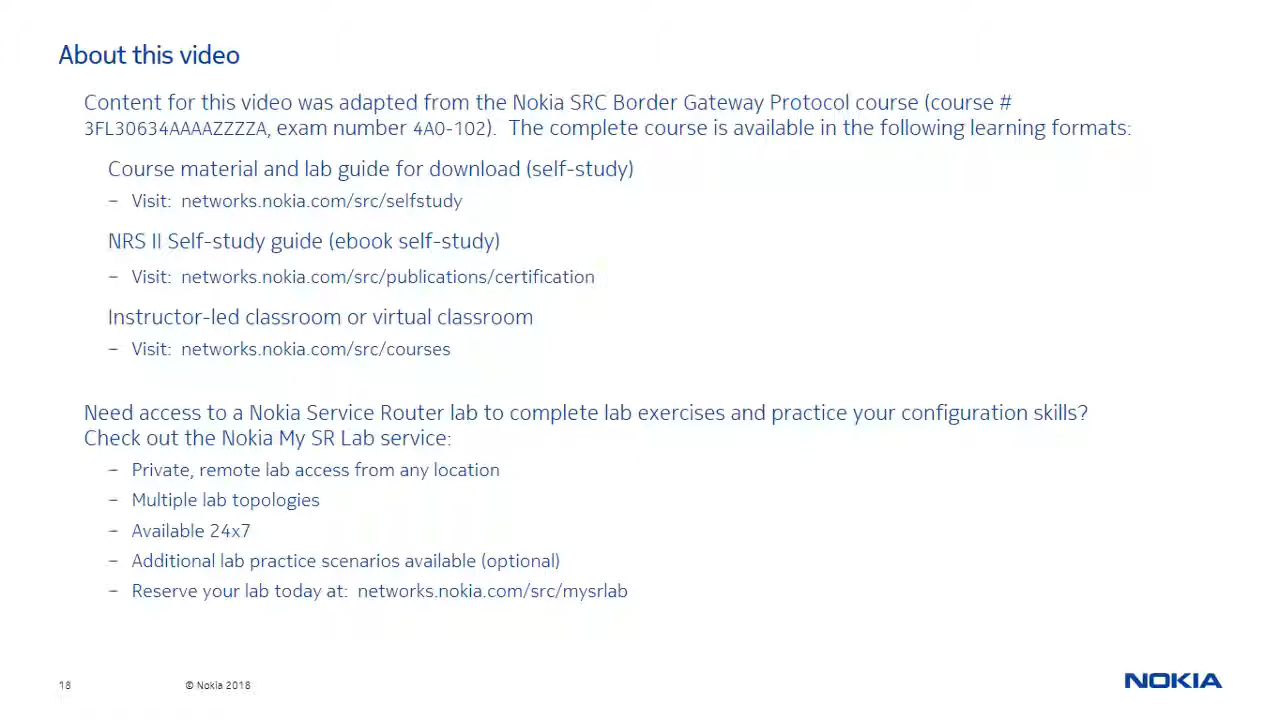 About this video
Content for this video was adapted from the Nokia SRC Border Gateway Protocol course (course #
3FL30634AAAAZZZZA, exam number 4A0-102).  The complete course is available in the following learning formats:
Course material and lab guide for download (self-study)
– Visit:  networks.nokia.com/src/selfstudy
NRS II Self-study guide (ebook self-study)
– Visit:  networks.nokia.com/src/publications/certification
Instructor-led classroom or virtual classroom
– Visit:  networks.nokia.com/src/courses
Need access to a Nokia Service Router lab to complete lab exercises and practice your configuration skills?
Check out the Nokia My SR Lab service:
– Private, remote lab access from any location
– Multiple lab topologies
– Available 24x7
– Additional lab practice scenarios available (optional)
– Reserve your lab today at:  networks.nokia.com/src/mysrlab
18 © Nokia 2018 NOKIA